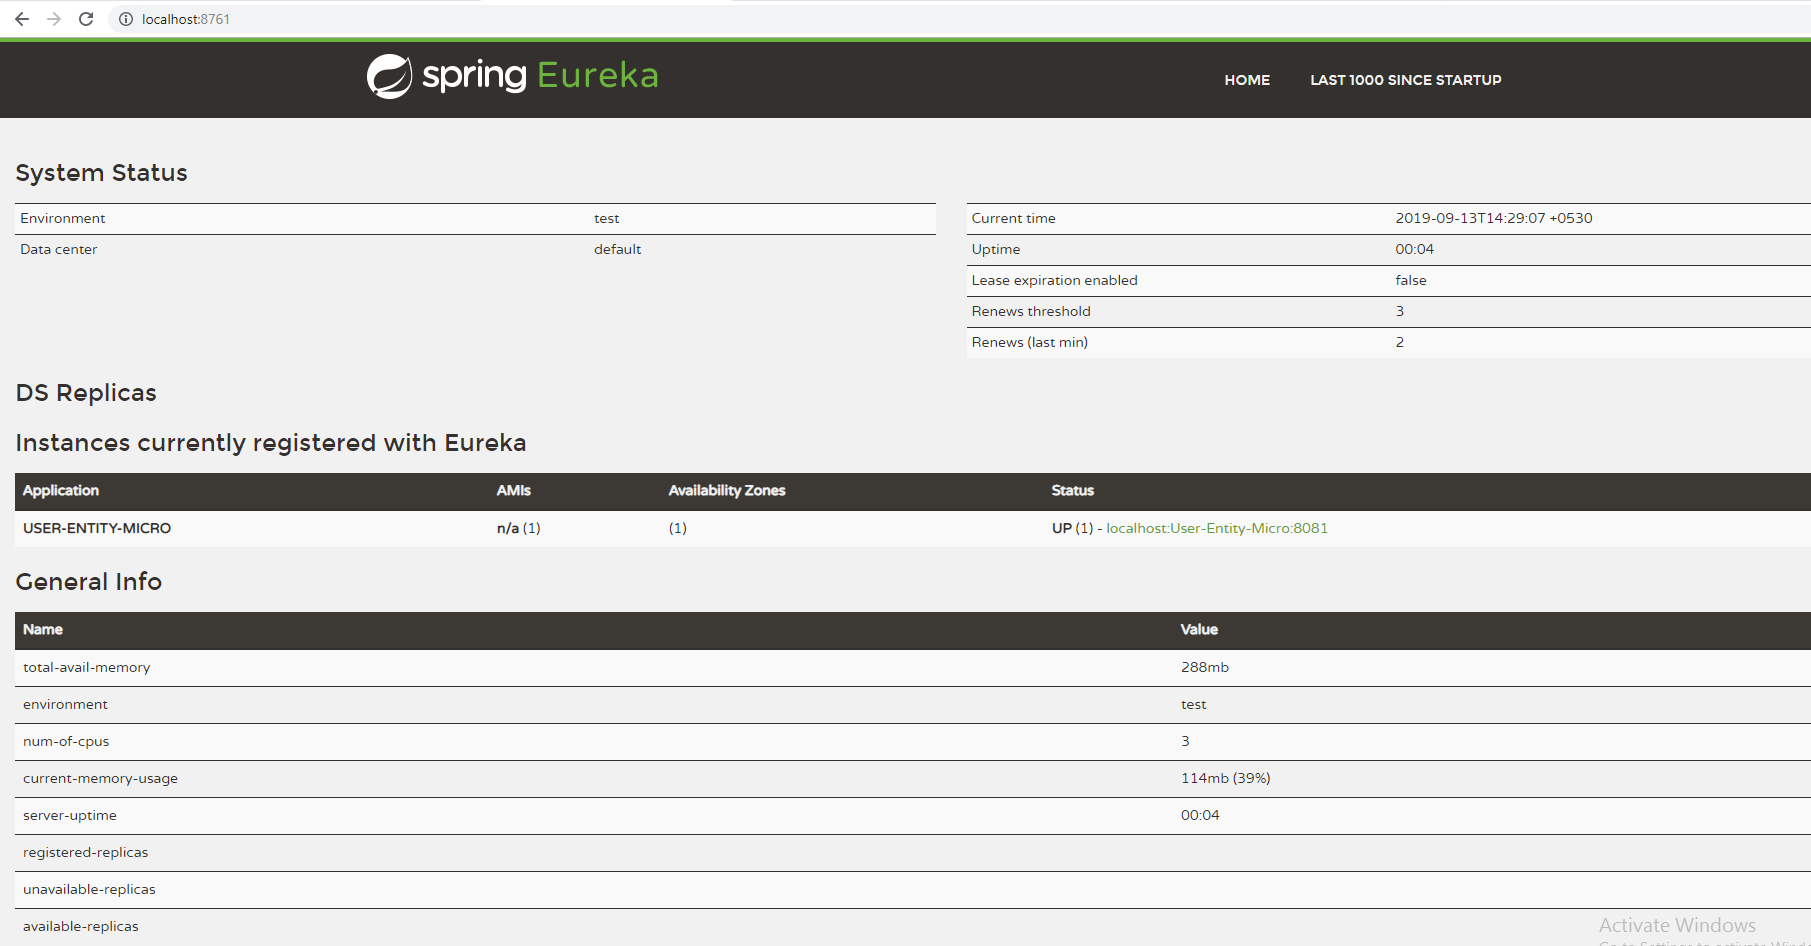 localhost:8761
spring Eureka
HOME LAST 1000 SINCE STARTUP
System Status
Environment test
Data center default
Current time 2019-09-13T14:29:07 +0530
Uptime 00:04
Lease expiration enabled false
Renews threshold 3
Renews (last min) 2
DS Replicas
Instances currently registered with Eureka
Application AMIs Availability Zones Status
USER-ENTITY-MICRO n/a (1) (1) UP (1) - localhost:User-Entity-Micro:8081
General Info
Name Value
total-avail-memory 288mb
environment test
num-of-cpus 3
current-memory-usage 114mb (39%)
server-uptime 00:04
registered-replicas
unavailable-replicas
available-replicas
Activate Windows